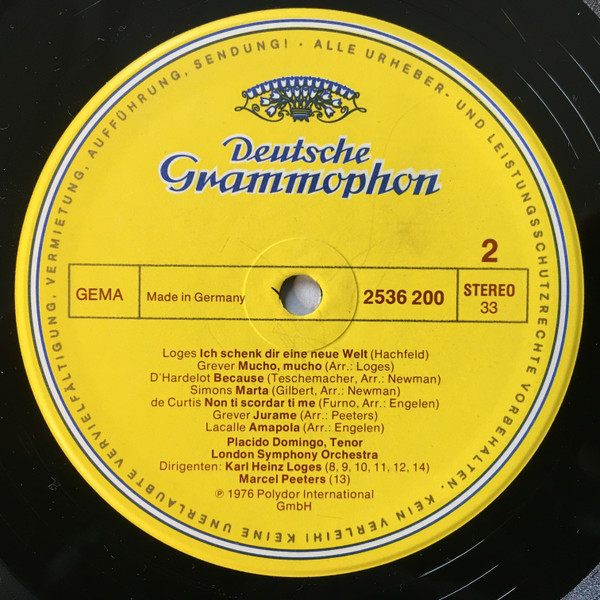 ALLE URHEBER- UND LEISTUNGSSCHUTZRECHTE VORBEHALTEN. KEIN VERLEIH! KEINE UNERLAUBTE VERVIELFÄLTIGUNG, VERMIETUNG, AUFFÜHRUNG, SENDUNG! ·
Deutsche
Grammophon
2
GEMA
Made in Germany
2536 200
STEREO
33
Loges Ich schenk dir eine neue Welt (Hachfeld)
Grever Mucho, mucho (Arr.: Loges)
D'Hardelot Because (Teschemacher, Arr.: Newman)
Simons Marta (Gilbert, Arr.: Newman)
de Curtis Non ti scordar ti me (Furno, Arr.: Engelen)
Grever Jurame (Arr.: Peeters)
Lacalle Amapola (Arr.: Engelen)
Placido Domingo, Tenor
London Symphony Orchestra
Dirigenten: Karl Heinz Loges (8, 9, 10, 11, 12, 14)
Marcel Peeters (13)
℗ 1976 Polydor International
GmbH